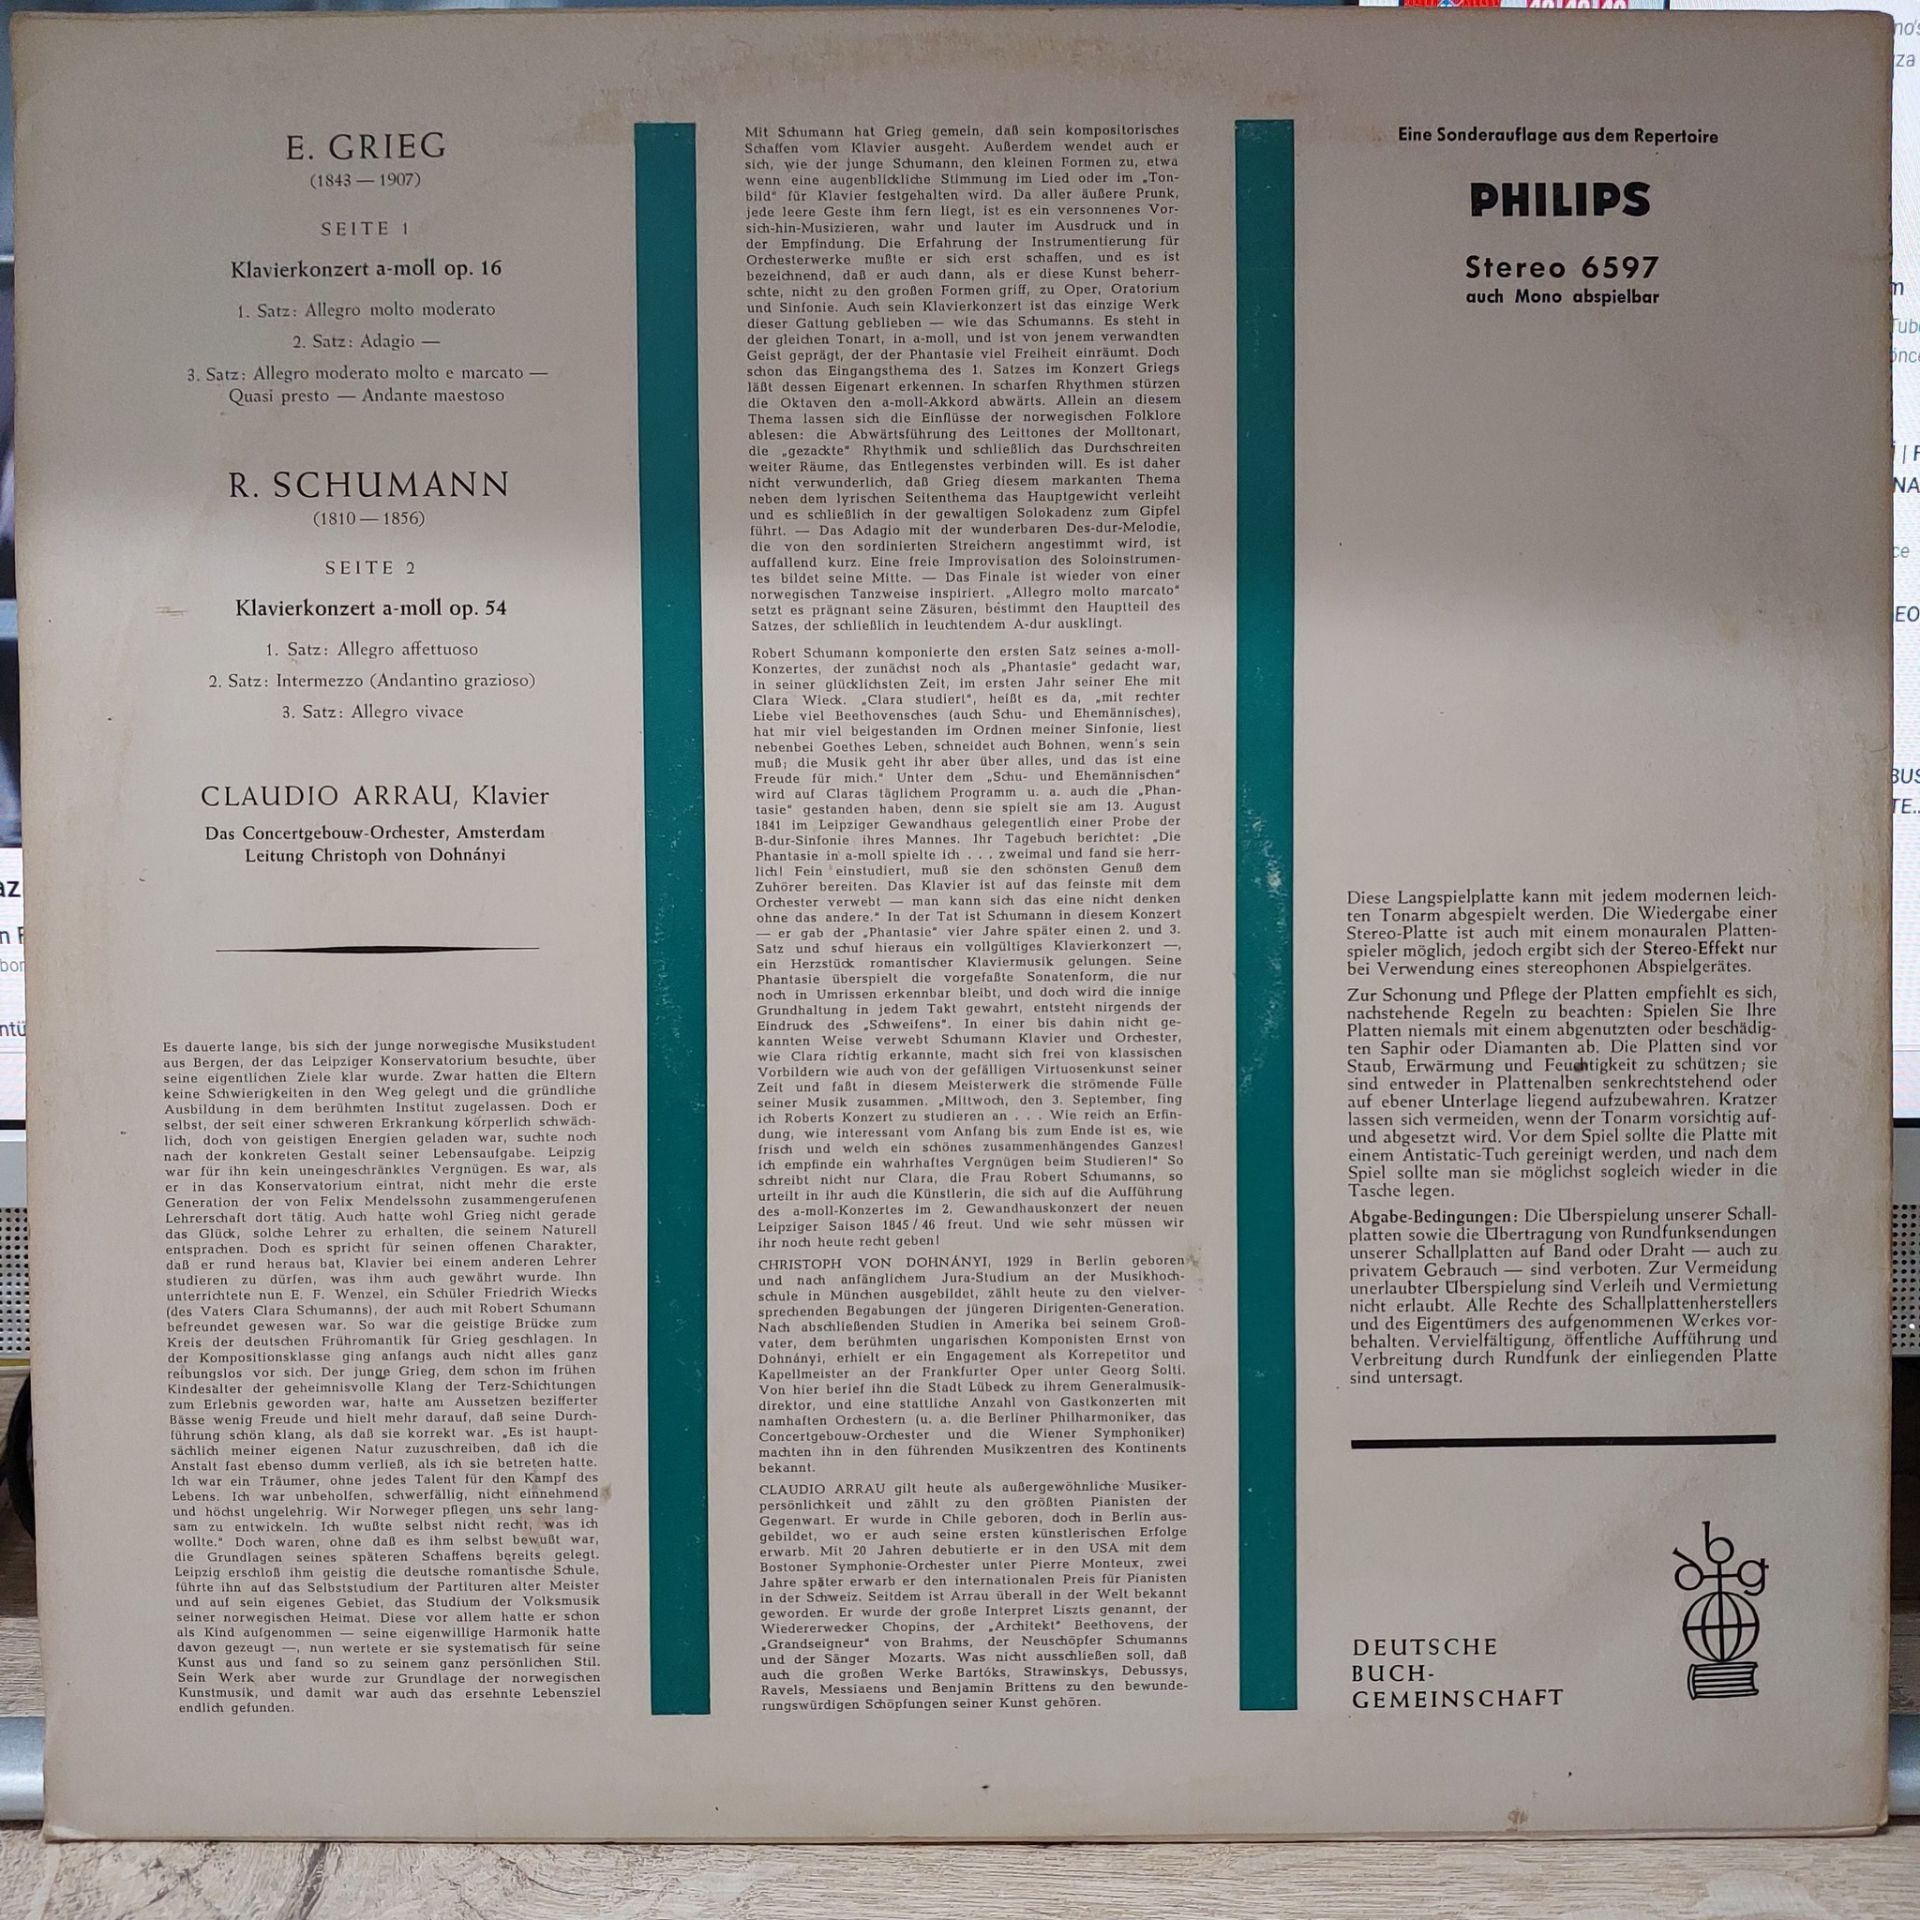 E. GRIEG
(1843 — 1907)
SEITE 1
Klavierkonzert a-moll op. 16
1. Satz: Allegro molto moderato
2. Satz: Adagio —
3. Satz: Allegro moderato molto e marcato —
Quasi presto — Andante maestoso
R. SCHUMANN
(1810 — 1856)
SEITE 2
Klavierkonzert a-moll op. 54
1. Satz: Allegro affettuoso
2. Satz: Intermezzo (Andantino grazioso)
3. Satz: Allegro vivace
CLAUDIO ARRAU, Klavier
Das Concertgebouw-Orchester, Amsterdam
Leitung Christoph von Dohnányi
Es dauerte lange, bis sich der junge norwegische Musikstudent
aus Bergen, der das Leipziger Konservatorium besuchte, über
seine eigentlichen Ziele klar wurde. Zwar hatten die Eltern
keine Schwierigkeiten in den Weg gelegt und die gründliche
Ausbildung in dem berühmten Institut zugelassen. Doch er
selbst, der seit einer schweren Erkrankung körperlich schwäch-
lich, doch von geistigen Energien geladen war, suchte noch
nach der konkreten Gestalt seiner Lebensaufgabe. Leipzig
war für ihn kein uneingeschränktes Vergnügen. Es war, als
er in das Konservatorium eintrat, nicht mehr die erste
Generation der von Felix Mendelssohn zusammengerufenen
Lehrerschaft dort tätig. Auch hatte wohl Grieg nicht gerade
das Glück, solche Lehrer zu erhalten, die seinem Naturell
entsprachen. Doch es spricht für seinen offenen Charakter,
daß er rund heraus bat, Klavier bei einem anderen Lehrer
studieren zu dürfen, was ihm auch gewährt wurde. Ihn
unterrichtete nun E. F. Wenzel, ein Schüler Friedrich Wiecks
(des Vaters Clara Schumanns), der auch mit Robert Schumann
befreundet gewesen war. So war die geistige Brücke zum
Kreis der deutschen Frühromantik für Grieg geschlagen. In
der Kompositionsklasse ging anfangs auch nicht alles ganz
reibungslos vor sich. Der junge Grieg, dem schon im frühen
Kindesalter der geheimnisvolle Klang der Terz-Schichtungen
zum Erlebnis geworden war, hatte am Aussetzen bezifferter
Bässe wenig Freude und hielt mehr darauf, daß seine Durch-
führung schön klang, als daß sie korrekt war. „Es ist haupt-
sächlich meiner eigenen Natur zuzuschreiben, daß ich die
Anstalt fast ebenso dumm verließ, als ich sie betreten hatte.
Ich war ein Träumer, ohne jedes Talent für den Kampf des
Lebens. Ich war unbeholfen, schwerfällig, nicht einnehmend
und höchst ungelehrig. Wir Norweger pflegen uns sehr lang-
sam zu entwickeln. Ich wußte selbst nicht recht, was ich
wollte.“ Doch waren, ohne daß es ihm selbst bewußt war,
die Grundlagen seines späteren Schaffens bereits gelegt.
Leipzig erschloß ihm geistig die deutsche romantische Schule,
führte ihn auf das Selbststudium der Partituren alter Meister
und auf sein eigenes Gebiet, das Studium der Volksmusik
seiner norwegischen Heimat. Diese vor allem hatte er schon
als Kind aufgenommen — seine eigenwillige Harmonik hatte
davon gezeugt —, nun wertete er sie systematisch für seine
Kunst aus und fand so zu seinem ganz persönlichen Stil.
Sein Werk aber wurde zur Grundlage der norwegischen
Kunstmusik, und damit war auch das ersehnte Lebensziel
endlich gefunden.
Mit Schumann hat Grieg gemein, daß sein kompositorisches
Schaffen vom Klavier ausgeht. Außerdem wendet auch er
sich, wie der junge Schumann, den kleinen Formen zu, etwa
wenn eine augenblickliche Stimmung im Lied oder im „Ton-
bild“ für Klavier festgehalten wird. Da aller äußere Prunk,
jede leere Geste ihm fern liegt, ist es ein versonnenes Vor-
sich-hin-Musizieren, wahr und lauter im Ausdruck und in
der Empfindung. Die Erfahrung der Instrumentierung für
Orchesterwerke mußte er sich erst schaffen, und es ist
bezeichnend, daß er auch dann, als er diese Kunst beherr-
schte, nicht zu den großen Formen griff, zu Oper, Oratorium
und Sinfonie. Auch sein Klavierkonzert ist das einzige Werk
dieser Gattung geblieben — wie das Schumanns. Es steht in
der gleichen Tonart, in a-moll, und ist von jenem verwandten
Geist geprägt, der der Phantasie viel Freiheit einräumt. Doch
schon das Eingangsthema des 1. Satzes im Konzert Griegs
läßt dessen Eigenart erkennen. In scharfen Rhythmen stürzen
die Oktaven den a-moll-Akkord abwärts. Allein an diesem
Thema lassen sich die Einflüsse der norwegischen Folklore
ablesen: die Abwärtsführung des Leittones der Molltonart,
die „gezackte“ Rhythmik und schließlich das Durchschreiten
weiter Räume, das Entlegenstes verbinden will. Es ist daher
nicht verwunderlich, daß Grieg diesem markanten Thema
neben dem lyrischen Seitenthema das Hauptgewicht verleiht
und es schließlich in der gewaltigen Solokadenz zum Gipfel
führt. — Das Adagio mit der wunderbaren Des-dur-Melodie,
die von den sordinierten Streichern angestimmt wird, ist
auffallend kurz. Eine freie Improvisation des Soloinstrumen-
tes bildet seine Mitte. — Das Finale ist wieder von einer
norwegischen Tanzweise inspiriert. „Allegro molto marcato“
setzt es prägnant seine Zäsuren, bestimmt den Hauptteil des
Satzes, der schließlich in leuchtendem A-dur ausklingt.
Robert Schumann komponierte den ersten Satz seines a-moll-
Konzertes, der zunächst noch als „Phantasie“ gedacht war,
in seiner glücklichsten Zeit, im ersten Jahr seiner Ehe mit
Clara Wieck. „Clara studiert“, heißt es da, „mit rechter
Liebe viel Beethovensches (auch Schu- und Ehemännisches),
hat mir viel beigestanden im Ordnen meiner Sinfonie, liest
nebenbei Goethes Leben, schneidet auch Bohnen, wenn's sein
muß; die Musik geht ihr aber über alles, und das ist eine
Freude für mich.“ Unter dem „Schu- und Ehemännischen“
wird auf Claras täglichem Programm u. a. auch die „Phan-
tasie“ gestanden haben, denn sie spielt sie am 13. August
1841 im Leipziger Gewandhaus gelegentlich einer Probe der
B-dur-Sinfonie ihres Mannes. Ihr Tagebuch berichtet: „Die
Phantasie in a-moll spielte ich . . . zweimal und fand sie herr-
lich! Fein einstudiert, muß sie den schönsten Genuß dem
Zuhörer bereiten. Das Klavier ist auf das feinste mit dem
Orchester verwebt — man kann sich das eine nicht denken
ohne das andere.“ In der Tat ist Schumann in diesem Konzert
— er gab der „Phantasie“ vier Jahre später einen 2. und 3.
Satz und schuf hieraus ein vollgültiges Klavierkonzert —,
ein Herzstück romantischer Klaviermusik gelungen. Seine
Phantasie überspielt die vorgefaßte Sonatenform, die nur
noch in Umrissen erkennbar bleibt, und doch wird die innige
Grundhaltung in jedem Takt gewahrt, entsteht nirgends der
Eindruck des „Schweifens“. In einer bis dahin nicht ge-
kannten Weise verwebt Schumann Klavier und Orchester,
wie Clara richtig erkannte, macht sich frei von klassischen
Vorbildern wie auch von der gefälligen Virtuosenkunst seiner
Zeit und faßt in diesem Meisterwerk die strömende Fülle
seiner Musik zusammen. „Mittwoch, den 3. September, fing
ich Roberts Konzert zu studieren an . . . Wie reich an Erfin-
dung, wie interessant vom Anfang bis zum Ende ist es, wie
frisch und welch ein schönes zusammenhängendes Ganzes!
ich empfinde ein wahrhaftes Vergnügen beim Studieren!“ So
schreibt nicht nur Clara, die Frau Robert Schumanns, so
urteilt in ihr auch die Künstlerin, die sich auf die Aufführung
des a-moll-Konzertes im 2. Gewandhauskonzert der neuen
Leipziger Saison 1845 / 46 freut. Und wie sehr müssen wir
ihr noch heute recht geben!
CHRISTOPH VON DOHNÁNYI, 1929 in Berlin geboren
und nach anfänglichem Jura-Studium an der Musikhoch-
schule in München ausgebildet, zählt heute zu den vielver-
sprechenden Begabungen der jüngeren Dirigenten-Generation.
Nach abschließenden Studien in Amerika bei seinem Groß-
vater, dem berühmten ungarischen Komponisten Ernst von
Dohnányi, erhielt er ein Engagement als Korrepetitor und
Kapellmeister an der Frankfurter Oper unter Georg Solti.
Von hier berief ihn die Stadt Lübeck zu ihrem Generalmusik-
direktor, und eine stattliche Anzahl von Gastkonzerten mit
namhaften Orchestern (u. a. die Berliner Philharmoniker, das
Concertgebouw-Orchester und die Wiener Symphoniker)
machten ihn in den führenden Musikzentren des Kontinents
bekannt.
CLAUDIO ARRAU gilt heute als außergewöhnliche Musiker-
persönlichkeit und zählt zu den größten Pianisten der
Gegenwart. Er wurde in Chile geboren, doch in Berlin aus-
gebildet, wo er auch seine ersten künstlerischen Erfolge
erwarb. Mit 20 Jahren debutierte er in den USA mit dem
Bostoner Symphonie-Orchester unter Pierre Monteux, zwei
Jahre später erwarb er den internationalen Preis für Pianisten
in der Schweiz. Seitdem ist Arrau überall in der Welt bekannt
geworden. Er wurde der große Interpret Liszts genannt, der
Wiedererwecker Chopins, der „Architekt“ Beethovens, der
„Grandseigneur“ von Brahms, der Neuschöpfer Schumanns
und der Sänger Mozarts. Was nicht ausschließen soll, daß
auch die großen Werke Bartóks, Strawinskys, Debussys,
Ravels, Messiaens und Benjamin Brittens zu den bewunde-
rungswürdigen Schöpfungen seiner Kunst gehören.
Eine Sonderauflage aus dem Repertoire
PHILIPS
Stereo 6597
auch Mono abspielbar
Diese Langspielplatte kann mit jedem modernen leich-
ten Tonarm abgespielt werden. Die Wiedergabe einer
Stereo-Platte ist auch mit einem monauralen Platten-
spieler möglich, jedoch ergibt sich der Stereo-Effekt nur
bei Verwendung eines stereophonen Abspielgerätes.
Zur Schonung und Pflege der Platten empfiehlt es sich,
nachstehende Regeln zu beachten: Spielen Sie Ihre
Platten niemals mit einem abgenutzten oder beschädig-
ten Saphir oder Diamanten ab. Die Platten sind vor
Staub, Erwärmung und Feuchtigkeit zu schützen; sie
sind entweder in Plattenalben senkrechtstehend oder
auf ebener Unterlage liegend aufzubewahren. Kratzer
lassen sich vermeiden, wenn der Tonarm vorsichtig auf-
und abgesetzt wird. Vor dem Spiel sollte die Platte mit
einem Antistatic-Tuch gereinigt werden, und nach dem
Spiel sollte man sie möglichst sogleich wieder in die
Tasche legen.
Abgabe-Bedingungen: Die Überspielung unserer Schall-
platten sowie die Übertragung von Rundfunksendungen
unserer Schallplatten auf Band oder Draht — auch zu
privatem Gebrauch — sind verboten. Zur Vermeidung
unerlaubter Überspielung sind Verleih und Vermietung
nicht erlaubt. Alle Rechte des Schallplattenherstellers
und des Eigentümers des aufgenommenen Werkes vor-
behalten. Vervielfältigung, öffentliche Aufführung und
Verbreitung durch Rundfunk der einliegenden Platte
sind untersagt.
dbg
DEUTSCHE
BUCH-
GEMEINSCHAFT